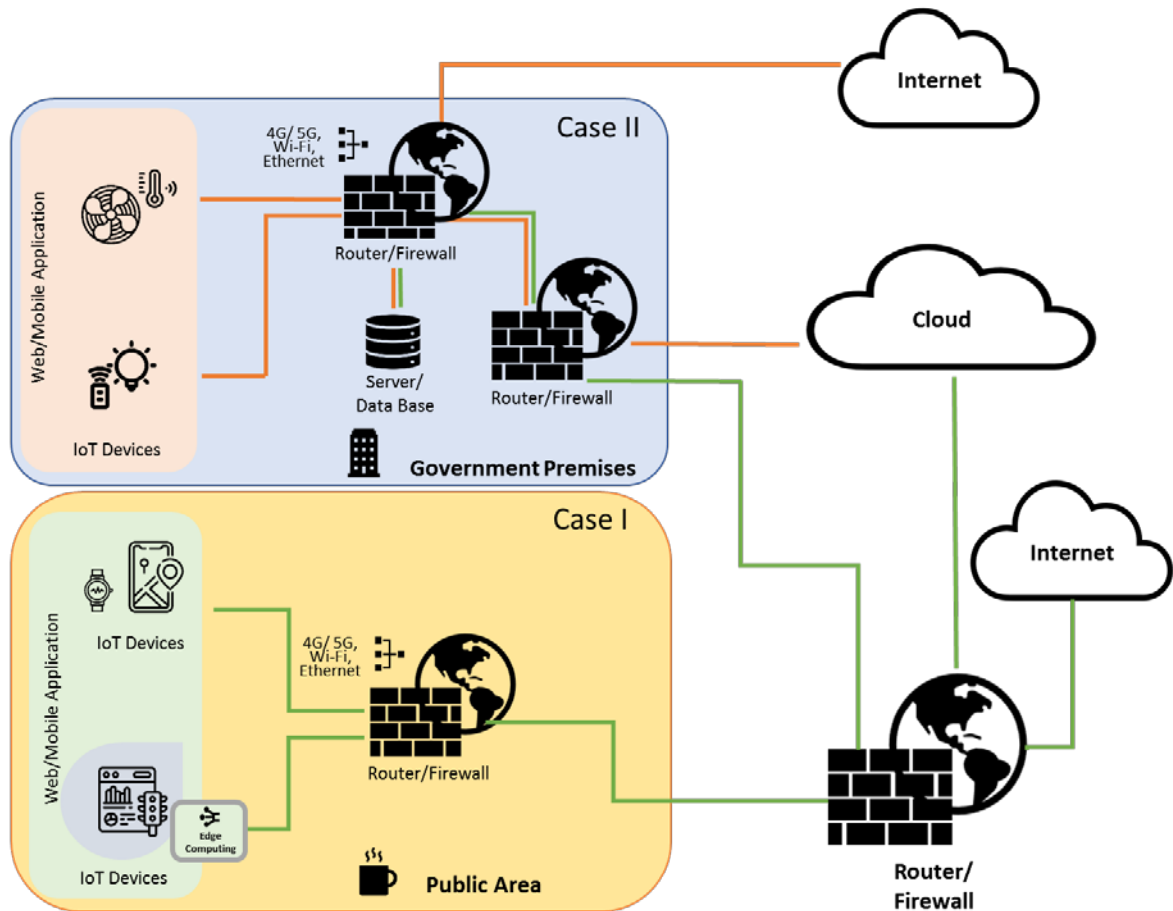 Internet
Case II
4G/ 5G,
Wi-Fi,
Ethernet
Web/Mobile Application
Router/Firewall
Cloud
Server/
Data Base
Router/Firewall
IoT Devices
Government Premises
Case I
Internet
IoT Devices
4G/ 5G,
Wi-Fi,
Ethernet
Web/Mobile Application
Router/Firewall
Edge
Computing
IoT Devices
Public Area
Router/
Firewall